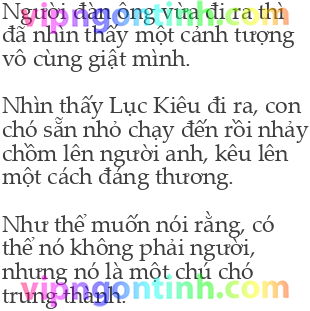 Người đàn ông vừa đi ra thì
vipngontinh.com
đã nhìn thấy một cảnh tượng
vô cùng giật mình.
Nhìn thấy Lục Kiêu đi ra, con
chó sẵn nhỏ chạy đến rồi nhảy
chồm lên người anh, kêu lên
một cách đáng thương.
Như thể muốn nói rằng, có
thể nó không phải người,
nhưng nó là một chú chó
vipngontinh.com
trung thành.